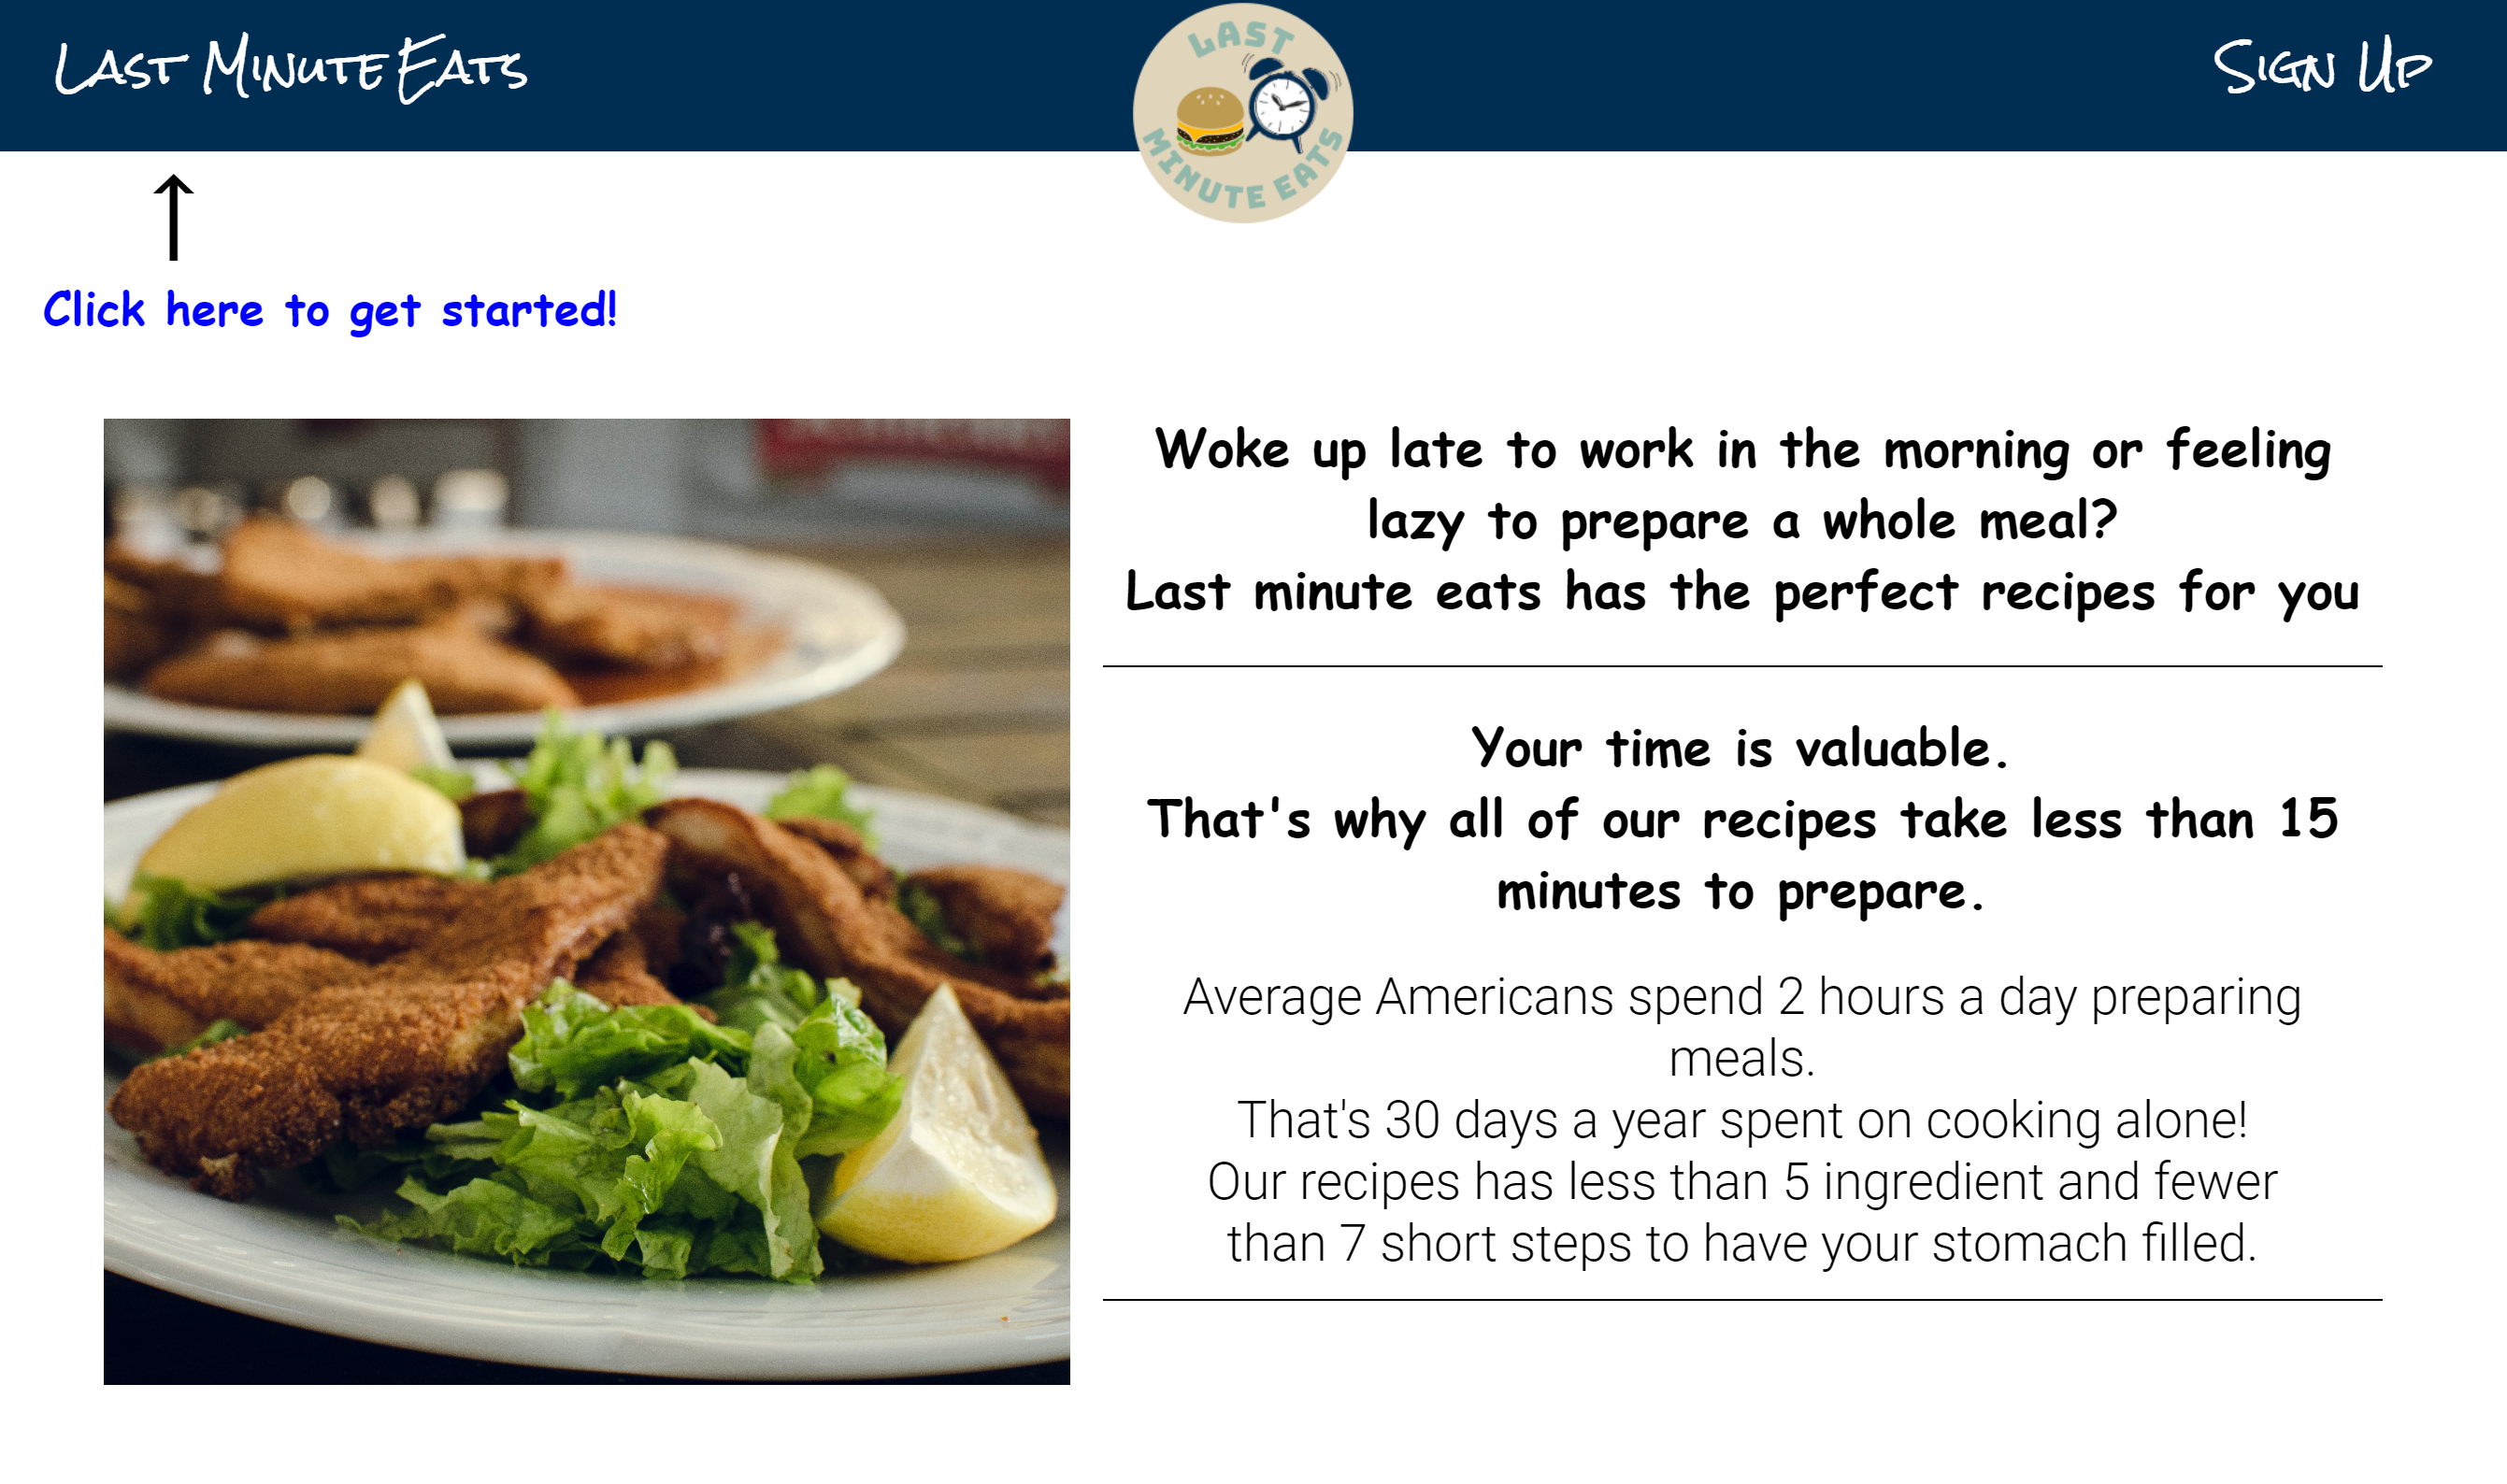 Last Minute Eats
LAST
MINUTE EATS
Sign Up
Click here to get started!
Woke up late to work in the morning or feeling
lazy to prepare a whole meal?
Last minute eats has the perfect recipes for you
Your time is valuable.
That's why all of our recipes take less than 15
minutes to prepare.
Average Americans spend 2 hours a day preparing
meals.
That's 30 days a year spent on cooking alone!
Our recipes has less than 5 ingredient and fewer
than 7 short steps to have your stomach filled.